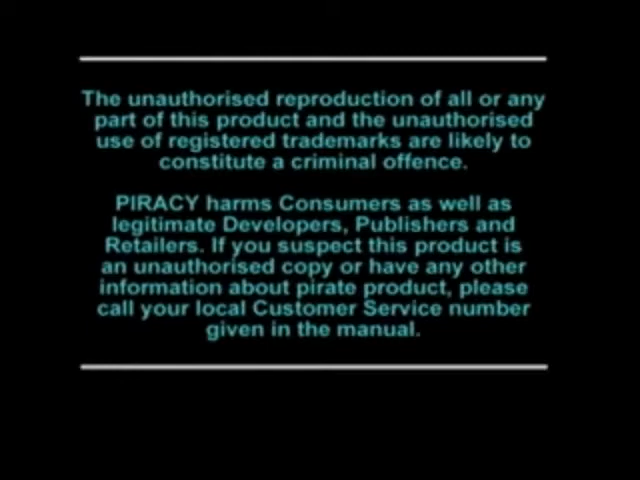 The unauthorised reproduction of all or any
part of this product and the unauthorised
use of registered trademarks are likely to
constitute a criminal offence.
PIRACY harms Consumers as well as
legitimate Developers, Publishers and
Retailers. If you suspect this product is
an unauthorised copy or have any other
information about pirate product, please
call your local Customer Service number
given in the manual.